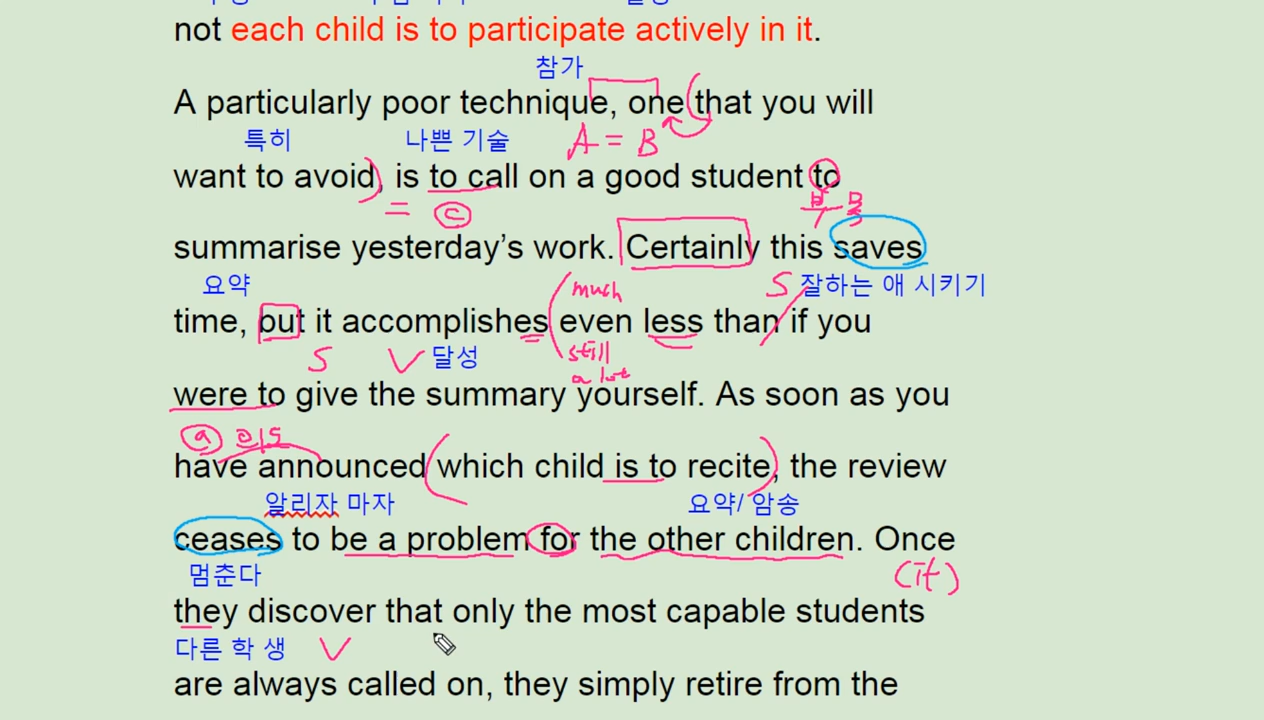 not each child is to participate actively in it.
참가
A particularly poor technique, one that you will
특히 나쁜 기술 A = B
want to avoid, is to call on a good student to
= c 부 목
summarise yesterday's work. Certainly this saves
요약 much S 잘하는 애 시키기
time, but it accomplishes even less than if you
S V 달성 still
a lot
were to give the summary yourself. As soon as you
a 의도
have announced which child is to recite, the review
알리자 마자 요약/ 암송
ceases to be a problem for the other children. Once
멈춘다 (it)
they discover that only the most capable students
다른 학 생 V
are always called on, they simply retire from the